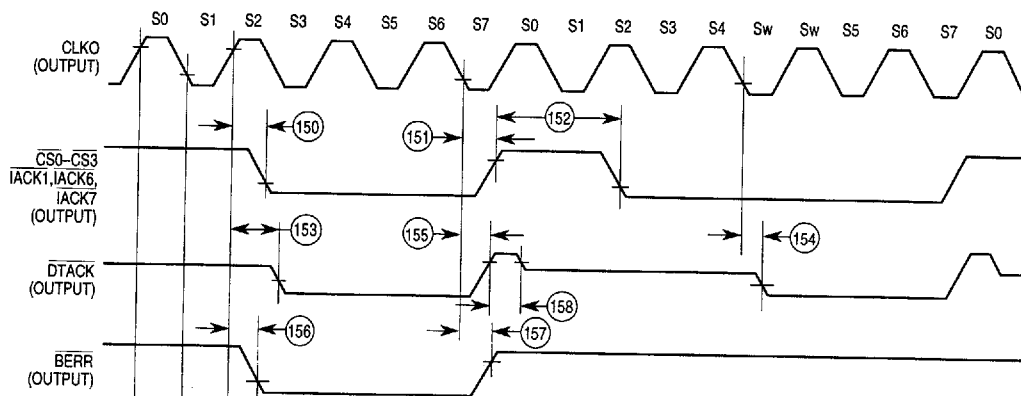 S0 S1 S2 S3 S4 S5 S6 S7 S0 S1 S2 S3 S4 Sw Sw S5 S6 S7 S0
CLKO
(OUTPUT)
150
151
152
CS0–CS3
IACK1,IACK6,
IACK7
(OUTPUT)
153
155
154
DTACK
(OUTPUT)
158
156
157
BERR
(OUTPUT)